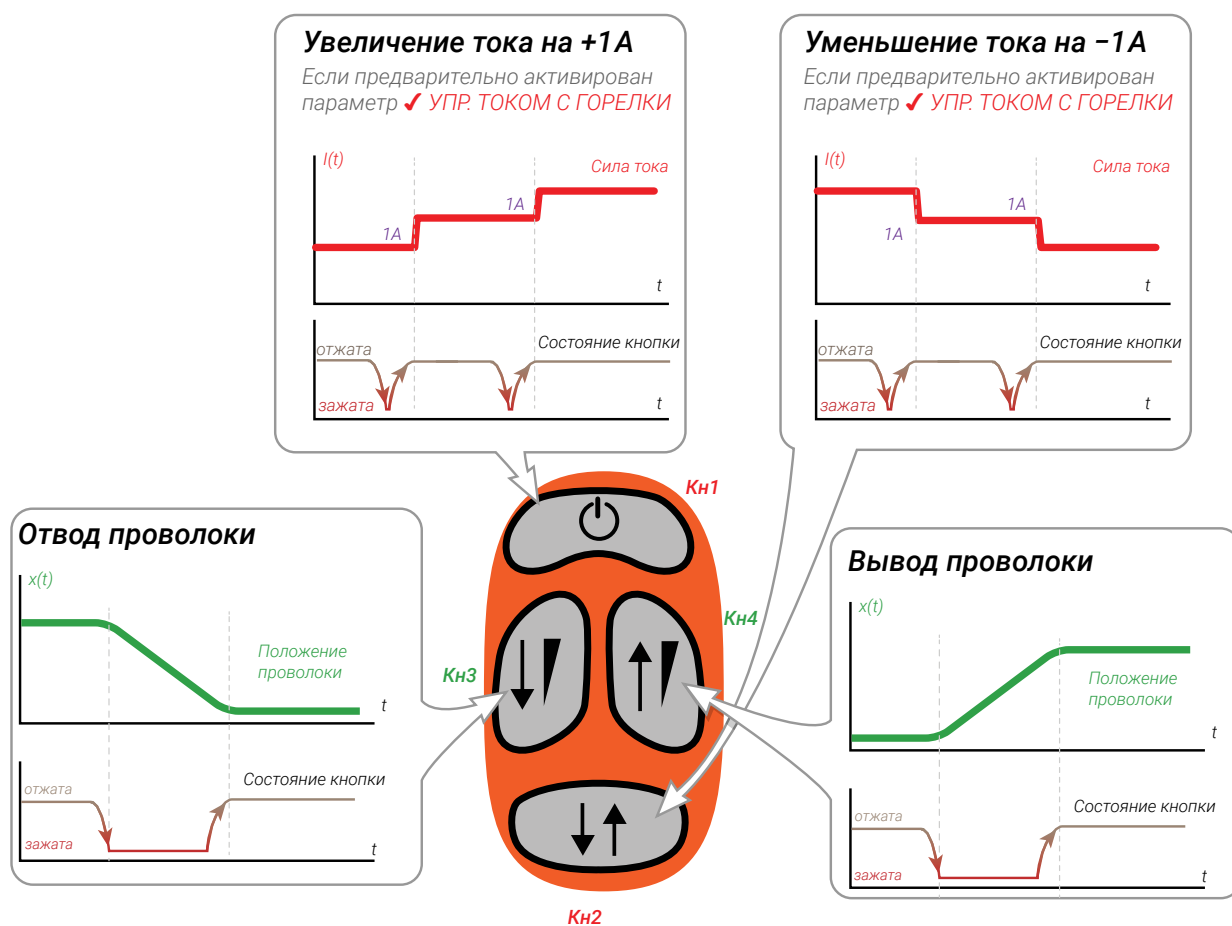 Увеличение тока на +1А
Если предварительно активирован
параметр ✓ УПР. ТОКОМ С ГОРЕЛКИ
I(t)
Сила тока
1А
1А
t
отжата
Состояние кнопки
зажата
t
Уменьшение тока на −1А
Если предварительно активирован
параметр ✓ УПР. ТОКОМ С ГОРЕЛКИ
I(t)
Сила тока
1А
1А
t
отжата
Состояние кнопки
зажата
t
Кн1
Отвод проволоки
x(t)
Положение
проволоки
t
Состояние кнопки
отжата
зажата
t
Кн3
Кн4
Вывод проволоки
x(t)
Положение
проволоки
t
Состояние кнопки
отжата
зажата
t
Кн2